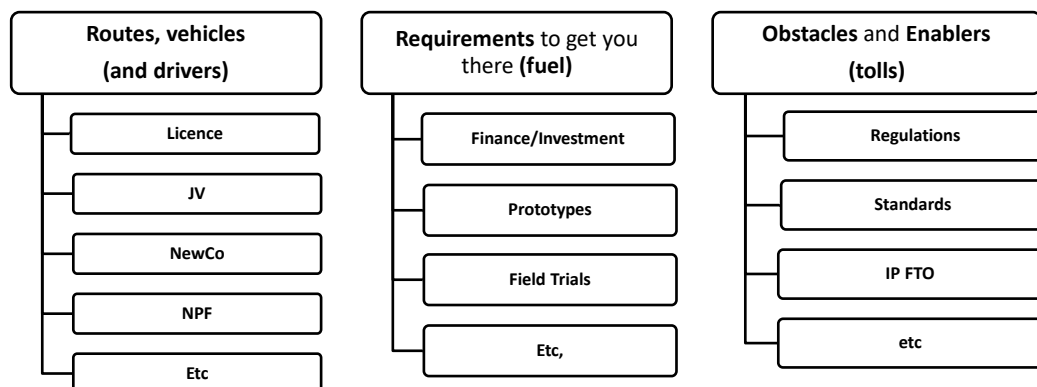 Routes, vehicles
(and drivers)
Licence
JV
NewCo
NPF
Etc
Requirements to get you
there (fuel)
Finance/Investment
Prototypes
Field Trials
Etc,
Obstacles and Enablers
(tolls)
Regulations
Standards
IP FTO
etc